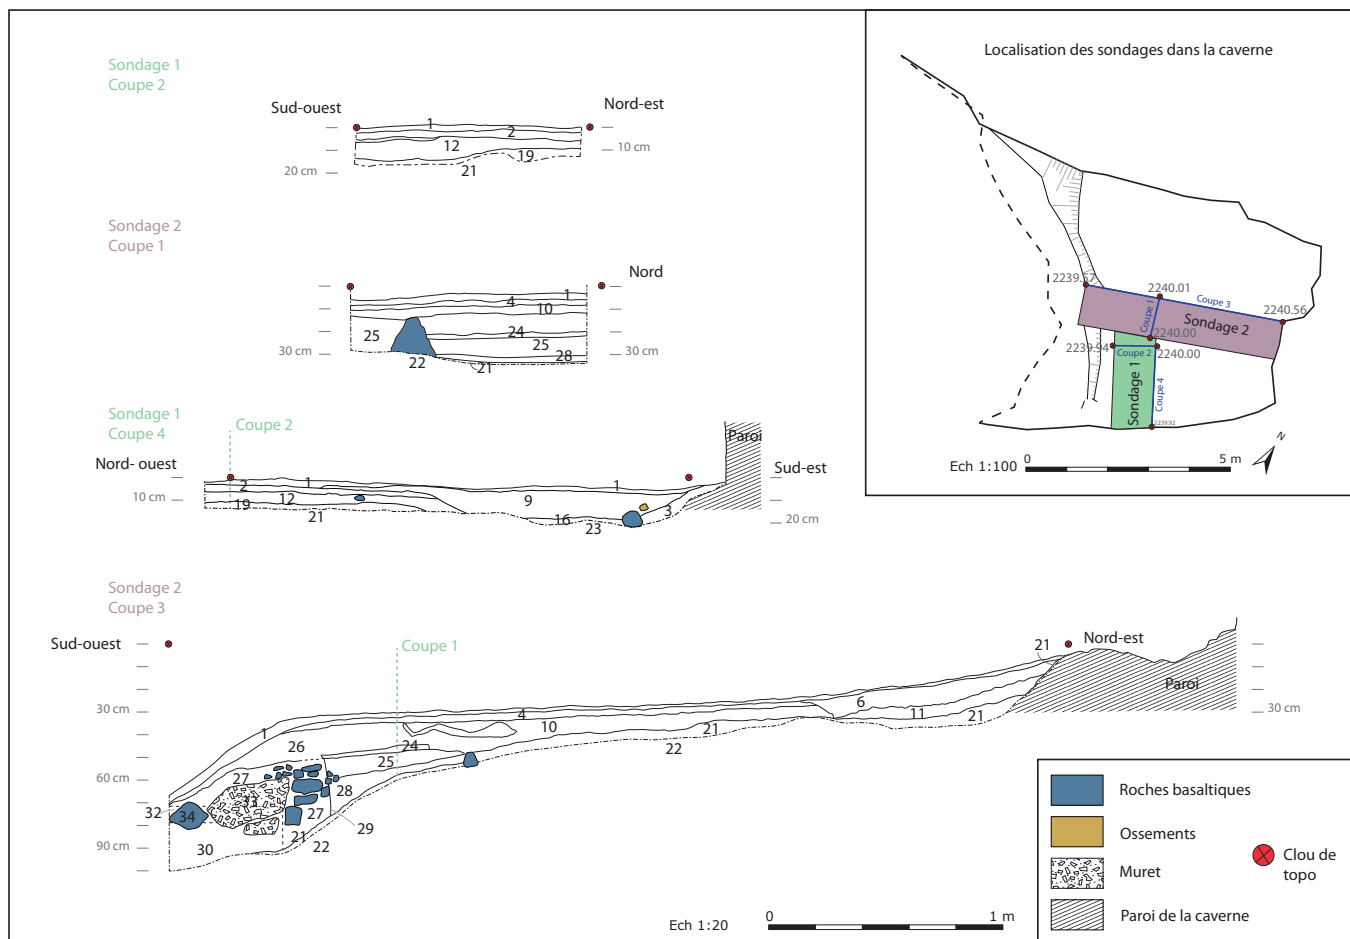 Sondage 1
Coupe 2
Sud-ouest
Nord-est
1
2
12
19
21
10 cm
20 cm
Sondage 2
Coupe 1
Nord
1
4
10
24
25
25
28
22
21
30 cm
30 cm
Sondage 1
Coupe 4
Coupe 2
Paroi
Nord- ouest
Sud-est
2
1
1
10 cm
12
9
19
21
16
23
3
20 cm
Sondage 2
Coupe 3
Sud-ouest
Coupe 1
Nord-est
21
Paroi
6
30 cm
4
11
21
30 cm
1
10
21
26
24
22
25
27
60 cm
28
33
32
34
27
29
21
22
90 cm
30
Ech 1:20
0
1 m
Localisation des sondages dans la caverne
2239.57
2240.01
Coupe 3
2240.56
Coupe 1
Sondage 2
2240.00
2239.94
Coupe 2
2240.00
Sondage 1
Coupe 4
2239.92
N
Ech 1:100
0
5 m
Roches basaltiques
Ossements
Muret
Paroi de la caverne
Clou de
topo